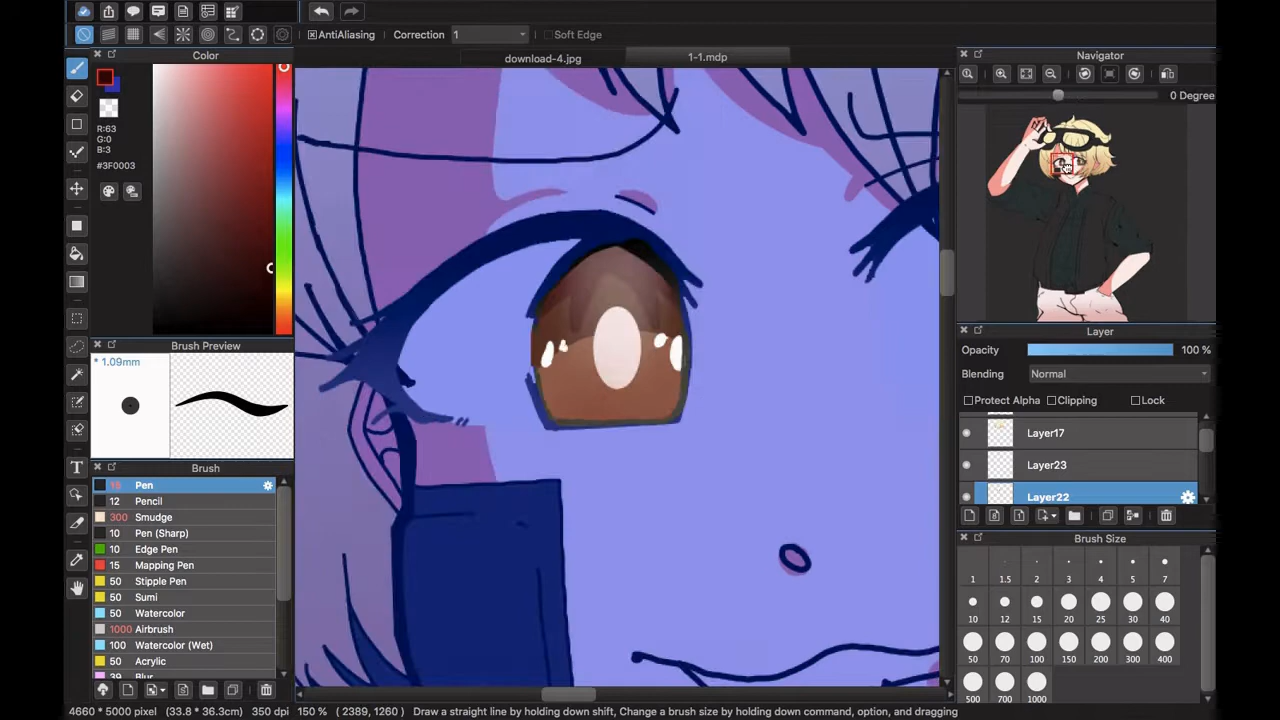 AntiAliasing
Correction
1
Soft Edge
Color
download-4.jpg
1-1.mdp
Navigator
0 Degree
R:63
G:0
B:3
#3F0003
Brush Preview
* 1.09mm
Layer
Opacity
100 %
Blending
Normal
Protect Alpha
Clipping
Lock
Layer17
Layer23
Layer22
Brush
15 Pen
12 Pencil
300 Smudge
10 Pen (Sharp)
10 Edge Pen
15 Mapping Pen
50 Stipple Pen
50 Sumi
50 Watercolor
1000 Airbrush
100 Watercolor (Wet)
50 Acrylic
39 Blur
Brush Size
1 1.5 2 3 4 5 7
10 12 15 20 25 30 40
50 70 100 150 200 300 400
500 700 1000
4660 * 5000 pixel (33.8 * 36.3cm) 350 dpi 150 % ( 2389, 1260 ) Draw a straight line by holding down shift, Change a brush size by holding down command, option, and dragging